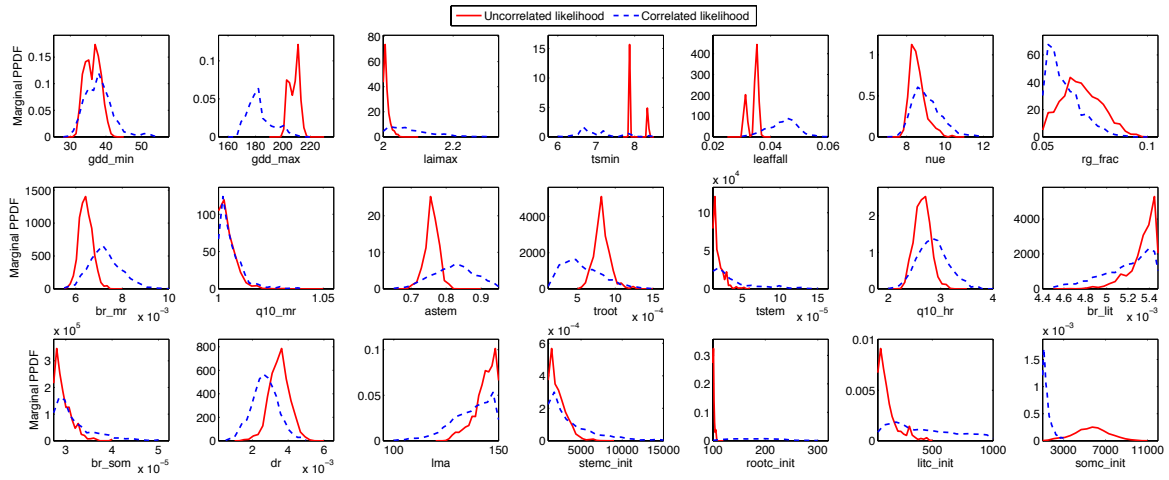 Uncorrelated likelihood Correlated likelihood
Marginal PPDF
0.15
0.1
0.05
0
30 40 50
gdd_min
0.1
0.05
0
160 180 200 220
gdd_max
80
60
40
20
0
2 2.2
laimax
15
10
5
0
6 7 8
tsmin
400
300
200
100
0
0.02 0.04 0.06
leaffall
1
0.5
0
8 10 12
nue
60
40
20
0
0.05 0.1
rg_frac
Marginal PPDF
1500
1000
500
0
6 8 10
br_mr x 10⁻³
100
50
0
1 1.05
q10_mr
20
10
0
0.7 0.8 0.9
astem
4000
2000
0
5 10 15
troot x 10⁻⁴
x 10⁴
10
5
0
5 10 15
tstem x 10⁻⁵
2
1
0
2 3 4
q10_hr
4000
2000
0
4.4 4.6 4.8 5 5.2 5.4
br_lit x 10⁻³
Marginal PPDF
x 10⁵
3
2
1
0
3 4 5
br_som x 10⁻⁵
800
600
400
200
0
2 4 6
dr x 10⁻³
0.1
0.05
0
100 150
lma
x 10⁻⁴
6
4
2
0
5000 10000 15000
stemc_init
0.3
0.2
0.1
0
100 200 300
rootc_init
0.01
0.005
0
500 1000
litc_init
x 10⁻³
1.5
1
0.5
0
3000 7000 11000
somc_init